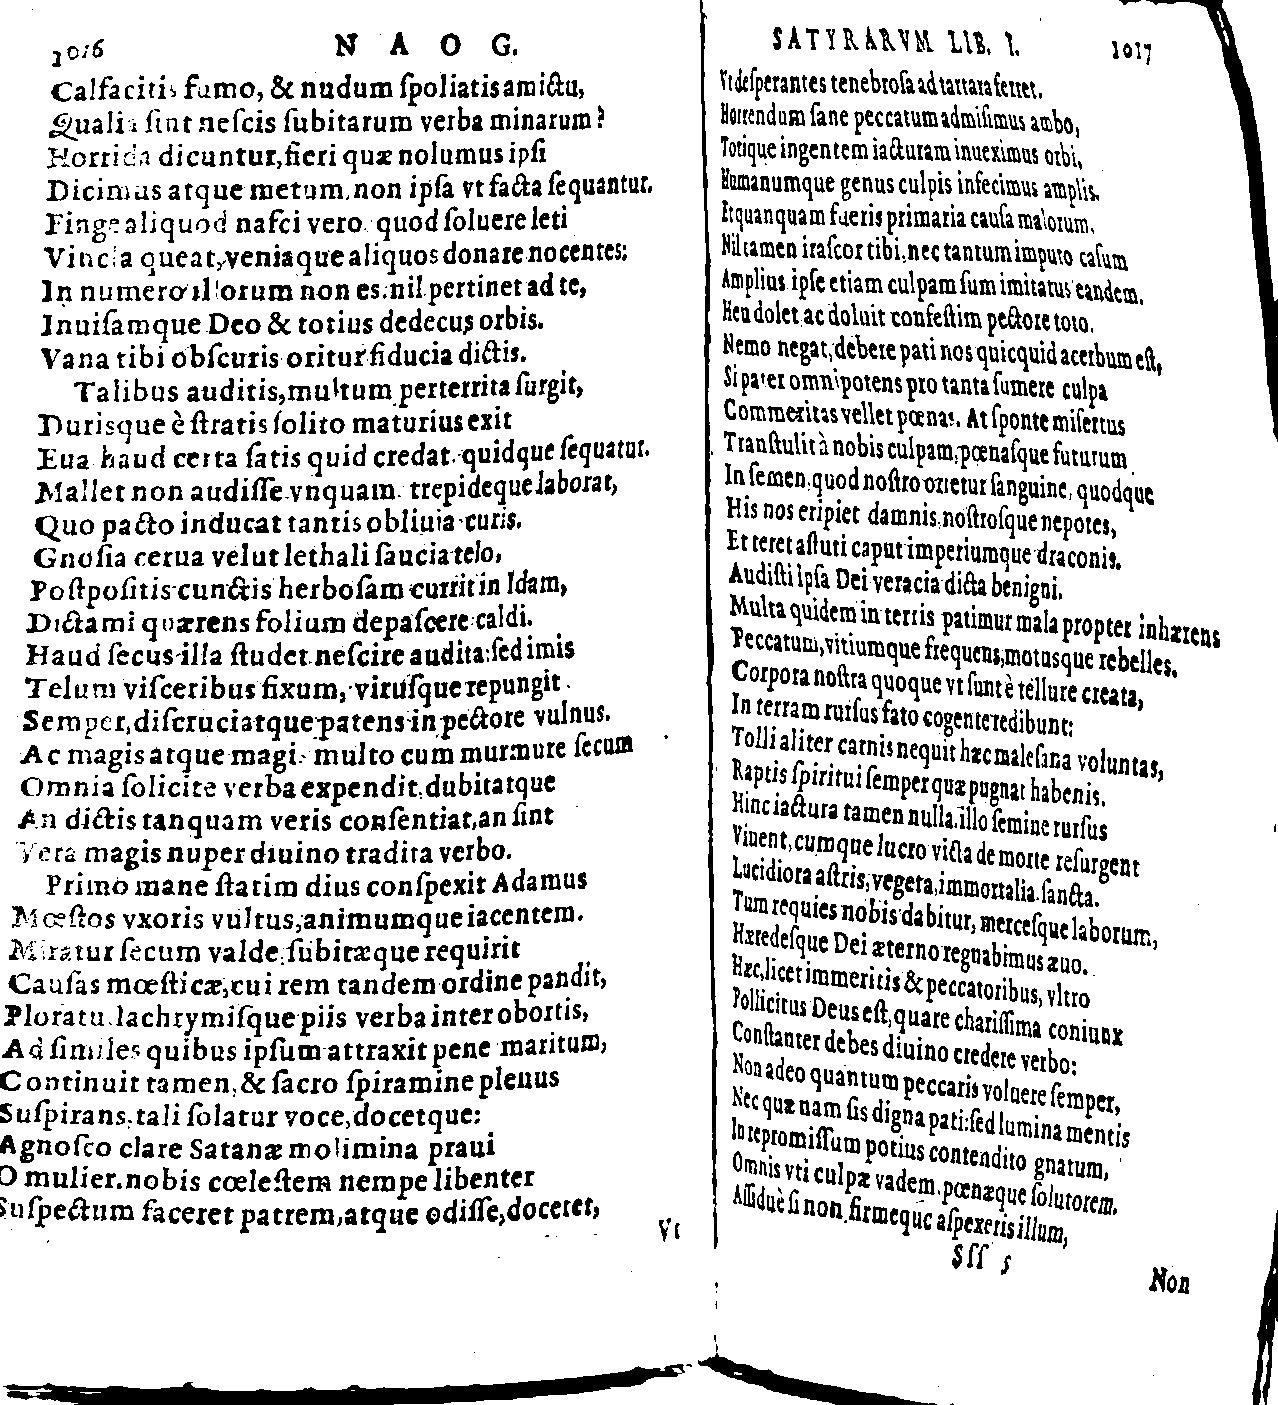 1016 NAOG.
Calfacitis fumo, & nudum ſpoliatis amictu,
Qualia ſint neſcis ſubitarum verba minarum?
Horrida dicuntur, fieri quæ nolumus ipſi
Dicimus atque metum, non ipſa vt facta ſequantur.
Finge aliquod naſci vero, quod ſoluere leti
Vincla queat, veniaque aliquos donare nocentes:
In numero illorum non es, nil pertinet ad te,
Inuiſamque Deo & totius dedecus orbis.
Vana tibi obſcuris oritur fiducia dictis.
Talibus auditis, multum perterrita ſurgit,
Durisque è ſtratis ſolito maturius exit
Eua haud certa ſatis quid credat, quidque ſequatur.
Mallet non audiſſe vnquam, trepideque laborat,
Quo pacto inducat tantis obliuia curis.
Gnoſia cerua velut lethali ſaucia telo,
Poſtpoſitis cunctis herboſam currit in Idam,
Dictami quærens folium depaſcere caldi.
Haud ſecus illa ſtudet neſcire audita: ſed imis
Telum viſceribus fixum, viruſque repungit
Semper, diſcruciatque patens in pectore vulnus.
Ac magis atque magis multo cum murmure ſecum
Omnia ſolicite verba expendit, dubitatque
An dictis tanquam veris conſentiat, an ſint
Vera magis nuper diuino tradita verbo.
Primo mane ſtatim dius conſpexit Adamus
Mœſtos vxoris vultus, animumque iacentem.
Miratur ſecum valde, ſubitæque requirit
Cauſas mœſticæ, cui rem tandem ordine pandit,
Ploratu lachrymiſque piis verba inter obortis,
Ad ſimiles quibus ipſum attraxit pene maritum,
Continuit tamen, & ſacro ſpiramine plenus
Suſpirans, tali ſolatur voce, docetque:
Agnoſco clare Satanæ molimina praui
O mulier, nobis cœleſtem nempe libenter
Suſpectum faceret patrem, atque odiſſe, doceret,
Vt
SATYRARVM LIB. I. 1017
Vt deſperantes tenebroſa ad tartara ferret.
Horrendum ſane peccatum admiſimus ambo,
Totique ingentem iacturam inueximus orbi,
Humanumque genus culpis infecimus amplis.
Et quanquam fueris primaria cauſa malorum,
Nil tamen iraſcor tibi, nec tantum imputo caſum
Amplius, ipſe etiam culpam ſum imitatus eandem.
Heu dolet, ac doluit confeſtim pectore toto.
Nemo negat, debere pati nos quicquid acerbum eſt,
Si pater omnipotens pro tanta ſumere culpa
Commeritas vellet pœnas. At ſponte miſertus
Tranſtulit à nobis culpam, pœnaſque futurum
In ſemen, quod noſtro orietur ſanguine, quodque
His nos eripiet damnis, noſtroſque nepotes,
Et teret aſtuti caput imperiumque draconis.
Audiſti ipſa Dei veracia dicta benigni.
Multa quidem in terris patimur mala propter inhærens
Peccatum, vitiumque frequens, motusque rebelles.
Corpora noſtra quoque vt ſunt è tellure creata,
In terram rurſus fato cogente redibunt:
Tolli aliter carnis nequit hæc maleſana voluntas,
Raptis ſpiritui ſemper quæ pugnat habenis.
Hinc iactura tamen nulla. illo ſemine rurſus
Viuent, cumque lucro victa de morte reſurgent
Lucidiora aſtris, vegeta, immortalia, ſancta.
Tum requies nobis dabitur, merceſque laborum,
Hæredeſque Dei æterno regnabimus æuo.
Hæc, licet immeritis & peccatoribus, vltro
Pollicitus Deus eſt, quare chariſſima coniunx
Conſtanter debes diuino credere verbo:
Non adeo quantum peccaris voluere ſemper,
Nec quæ nam ſis digna pati: ſed lumina mentis
In repromiſſum potius contendito gnatum,
Omnis vti culpæ vadem, pœnæque ſolutorem.
Aſſiduè ſi non, firmeque aſpexeris illum,
Sſſ 5
Non